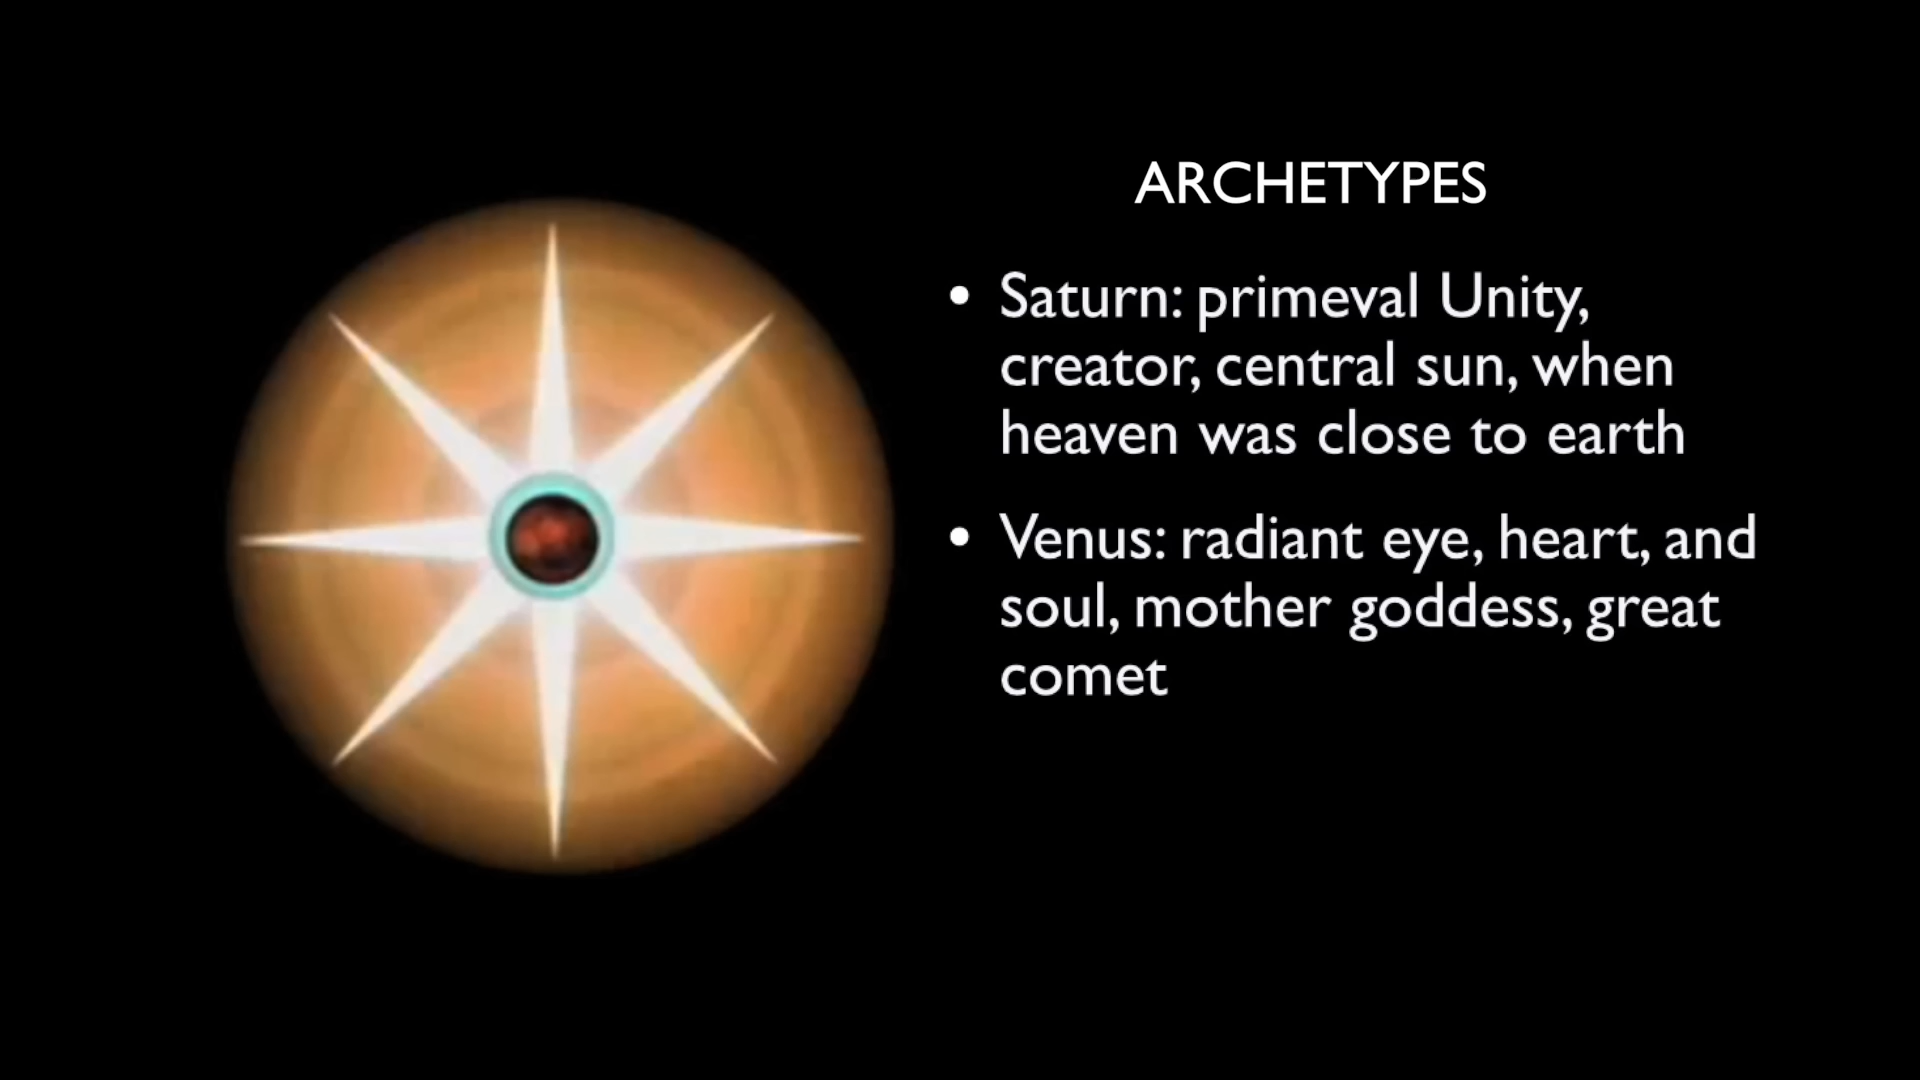 ARCHETYPES
• Saturn: primeval Unity,
creator, central sun, when
heaven was close to earth
• Venus: radiant eye, heart, and
soul, mother goddess, great
comet